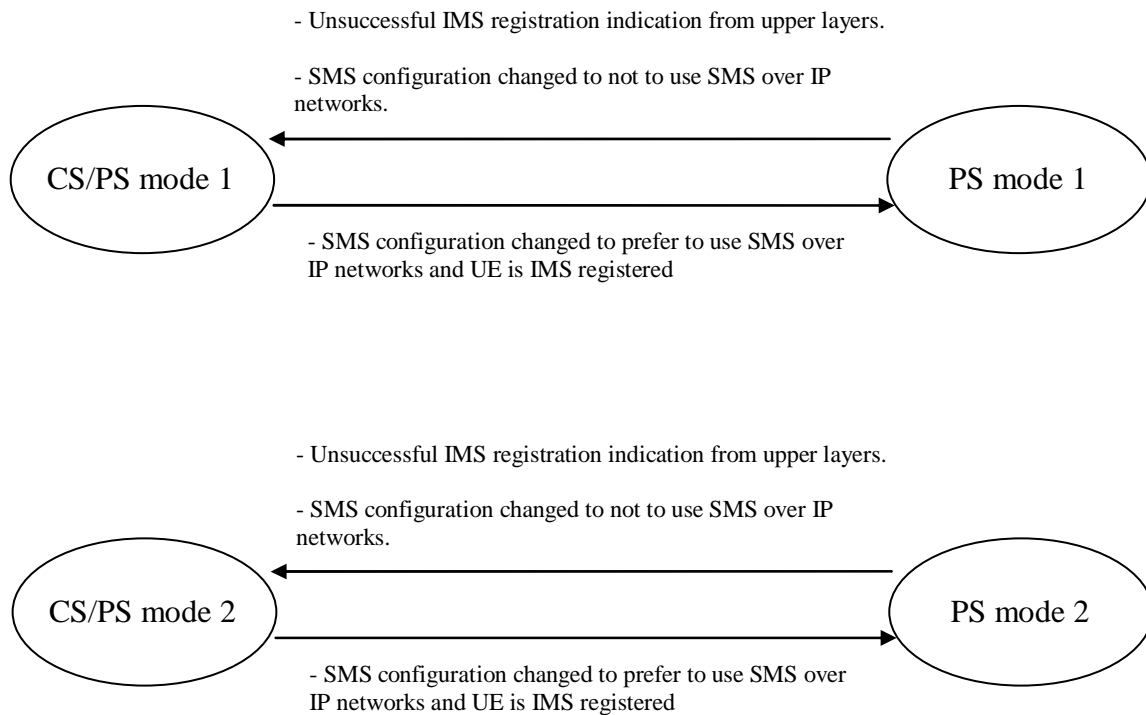 - Unsuccessful IMS registration indication from upper layers.
- SMS configuration changed to not to use SMS over IP
networks.
CS/PS mode 1
PS mode 1
- SMS configuration changed to prefer to use SMS over
IP networks and UE is IMS registered
- Unsuccessful IMS registration indication from upper layers.
- SMS configuration changed to not to use SMS over IP
networks.
CS/PS mode 2
PS mode 2
- SMS configuration changed to prefer to use SMS over
IP networks and UE is IMS registered